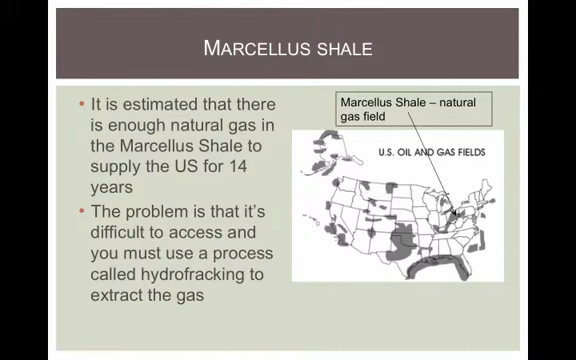 MARCELLUS SHALE
• It is estimated that there
is enough natural gas in
the Marcellus Shale to
supply the US for 14
years
• The problem is that it's
difficult to access and
you must use a process
called hydrofracking to
extract the gas
Marcellus Shale – natural
gas field
U.S. OIL AND GAS FIELDS